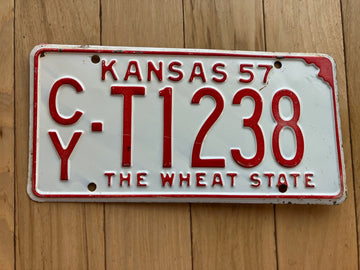 KANSAS 57
CY-T1238
THE WHEAT STATE